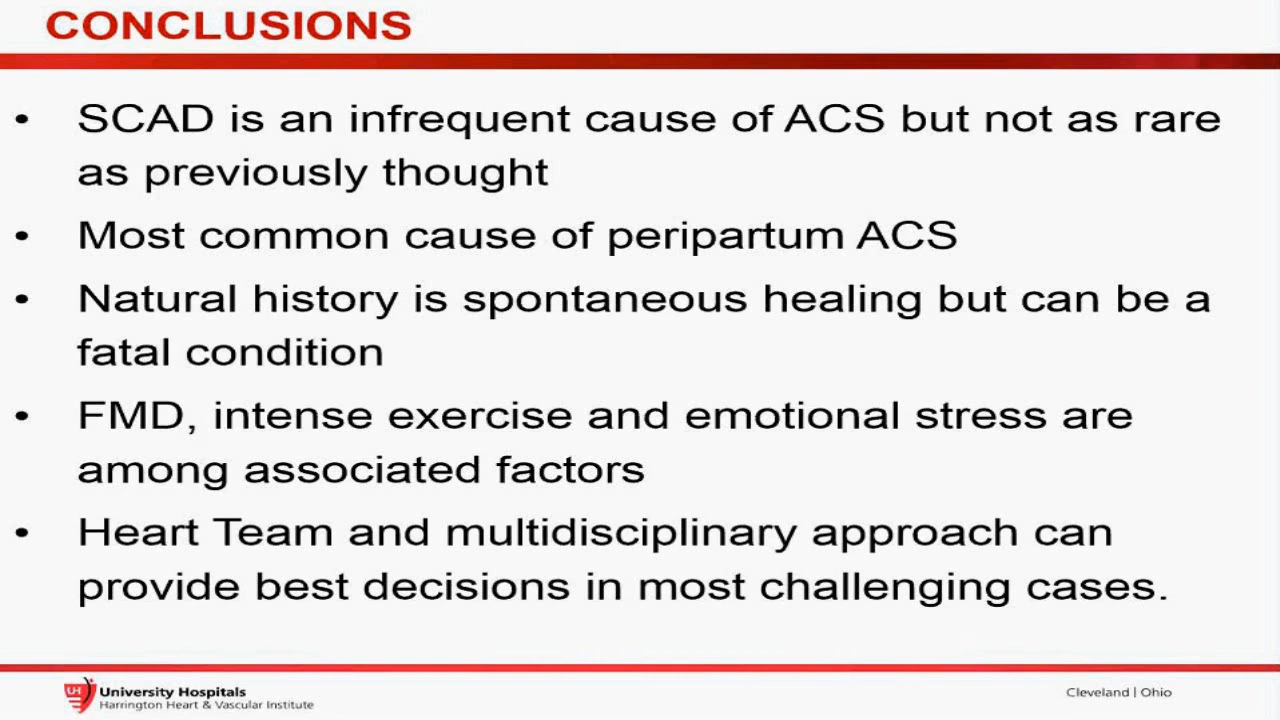 CONCLUSIONS
• SCAD is an infrequent cause of ACS but not as rare
as previously thought
• Most common cause of peripartum ACS
• Natural history is spontaneous healing but can be a
fatal condition
• FMD, intense exercise and emotional stress are
among associated factors
• Heart Team and multidisciplinary approach can
provide best decisions in most challenging cases.
UH University Hospitals
Harrington Heart & Vascular Institute
Cleveland | Ohio